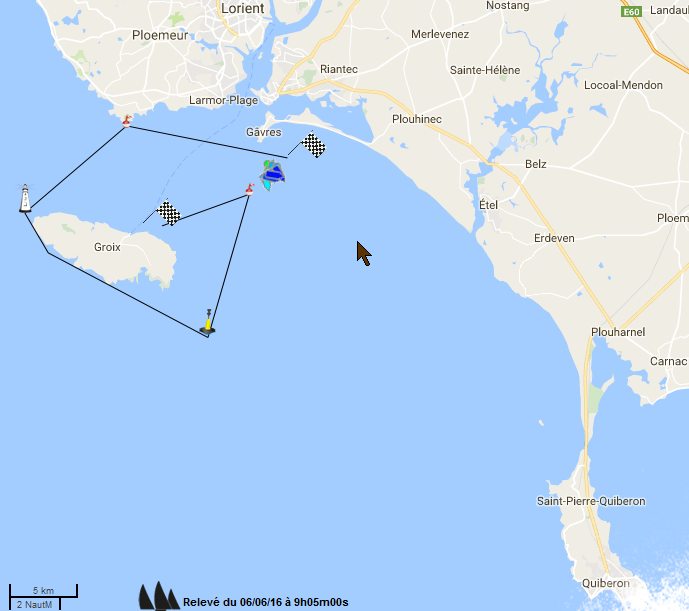 Lorient
Nostang
E60
Landaul
Ploemeur
Merlevenez
Riantec
Sainte-Hélène
Locoal-Mendon
Larmor-Plage
Plouhinec
Gâvres
Belz
Étel
Ploem
Erdeven
Groix
Plouharnel
Carnac
Saint-Pierre-Quiberon
Quiberon
5 km
2 NautM
Relevé du 06/06/16 à 9h05m00s